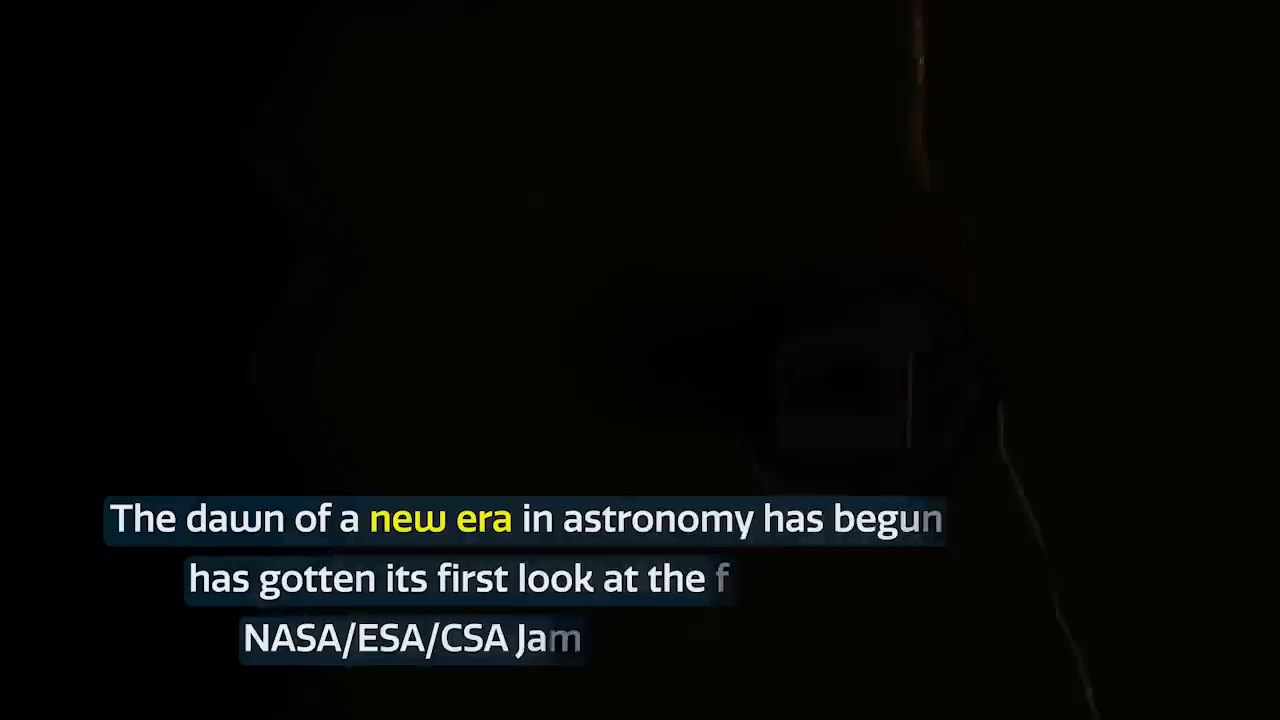 The dawn of a new era in astronomy has begun
has gotten its first look at the f
NASA/ESA/CSA Jam